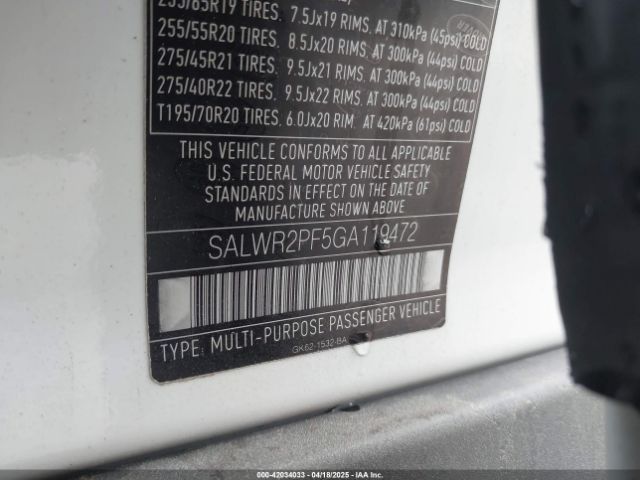 255/55R20 TIRES. 8.5Jx20 RIMS. AT 300kPa (44psi) COLD
275/45R21 TIRES. 9.5Jx21 RIMS. AT 300kPa (44psi) COLD
275/40R22 TIRES. 9.5Jx22 RIMS. AT 300kPa (44psi) COLD
T195/70R20 TIRES. 6.0Jx20 RIM. AT 420kPa (61psi) COLD
THIS VEHICLE CONFORMS TO ALL APPLICABLE
U.S. FEDERAL MOTOR VEHICLE SAFETY
STANDARDS IN EFFECT ON THE DATE OF
MANUFACTURE SHOWN ABOVE
SALWR2PF5GA119472
TYPE: MULTI-PURPOSE PASSENGER VEHICLE
GK62-1532-BA
000-42034033 - 04/18/2025 - IAAI.COM